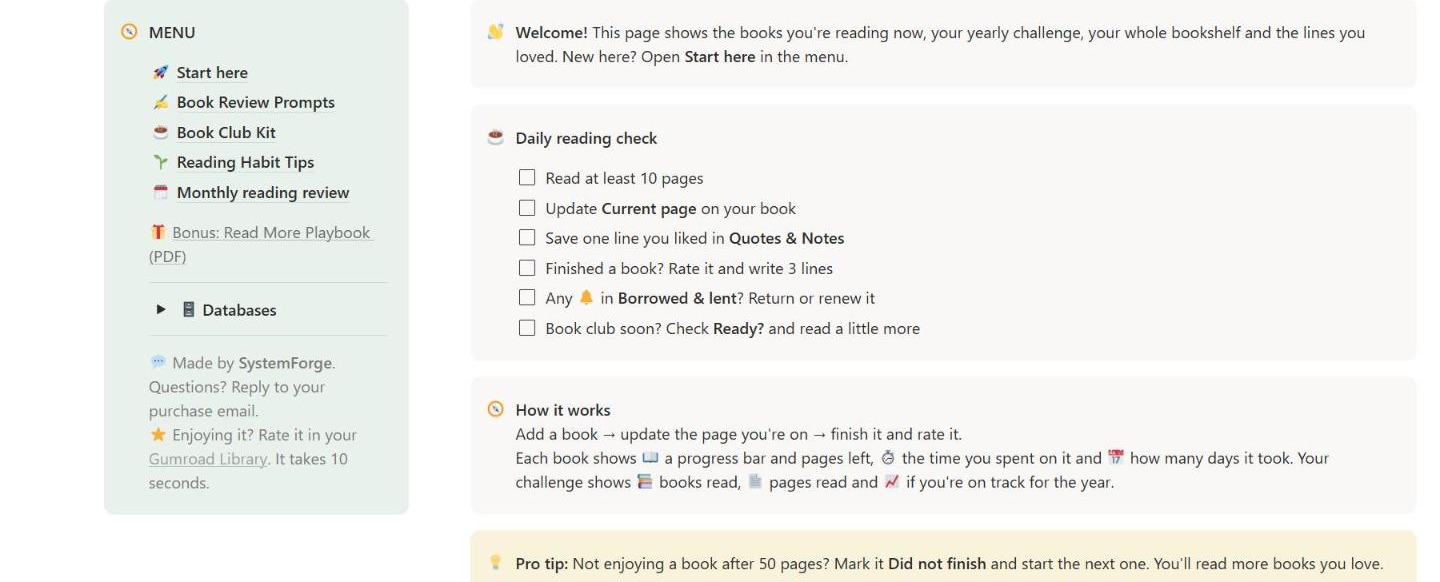 MENU
Start here
Book Review Prompts
Book Club Kit
Reading Habit Tips
Monthly reading review
Bonus: Read More Playbook
(PDF)
Databases
Made by SystemForge.
Questions? Reply to your
purchase email.
Enjoying it? Rate it in your
Gumroad Library. It takes 10
seconds.
Welcome! This page shows the books you're reading now, your yearly challenge, your whole bookshelf and the lines you
loved. New here? Open Start here in the menu.
Daily reading check
Read at least 10 pages
Update Current page on your book
Save one line you liked in Quotes & Notes
Finished a book? Rate it and write 3 lines
Any 🔔 in Borrowed & lent? Return or renew it
Book club soon? Check Ready? and read a little more
How it works
Add a book → update the page you're on → finish it and rate it.
Each book shows 📖 a progress bar and pages left, ⏱ the time you spent on it and 📅 how many days it took. Your
challenge shows 📚 books read, 📄 pages read and 📈 if you're on track for the year.
Pro tip: Not enjoying a book after 50 pages? Mark it Did not finish and start the next one. You'll read more books you love.